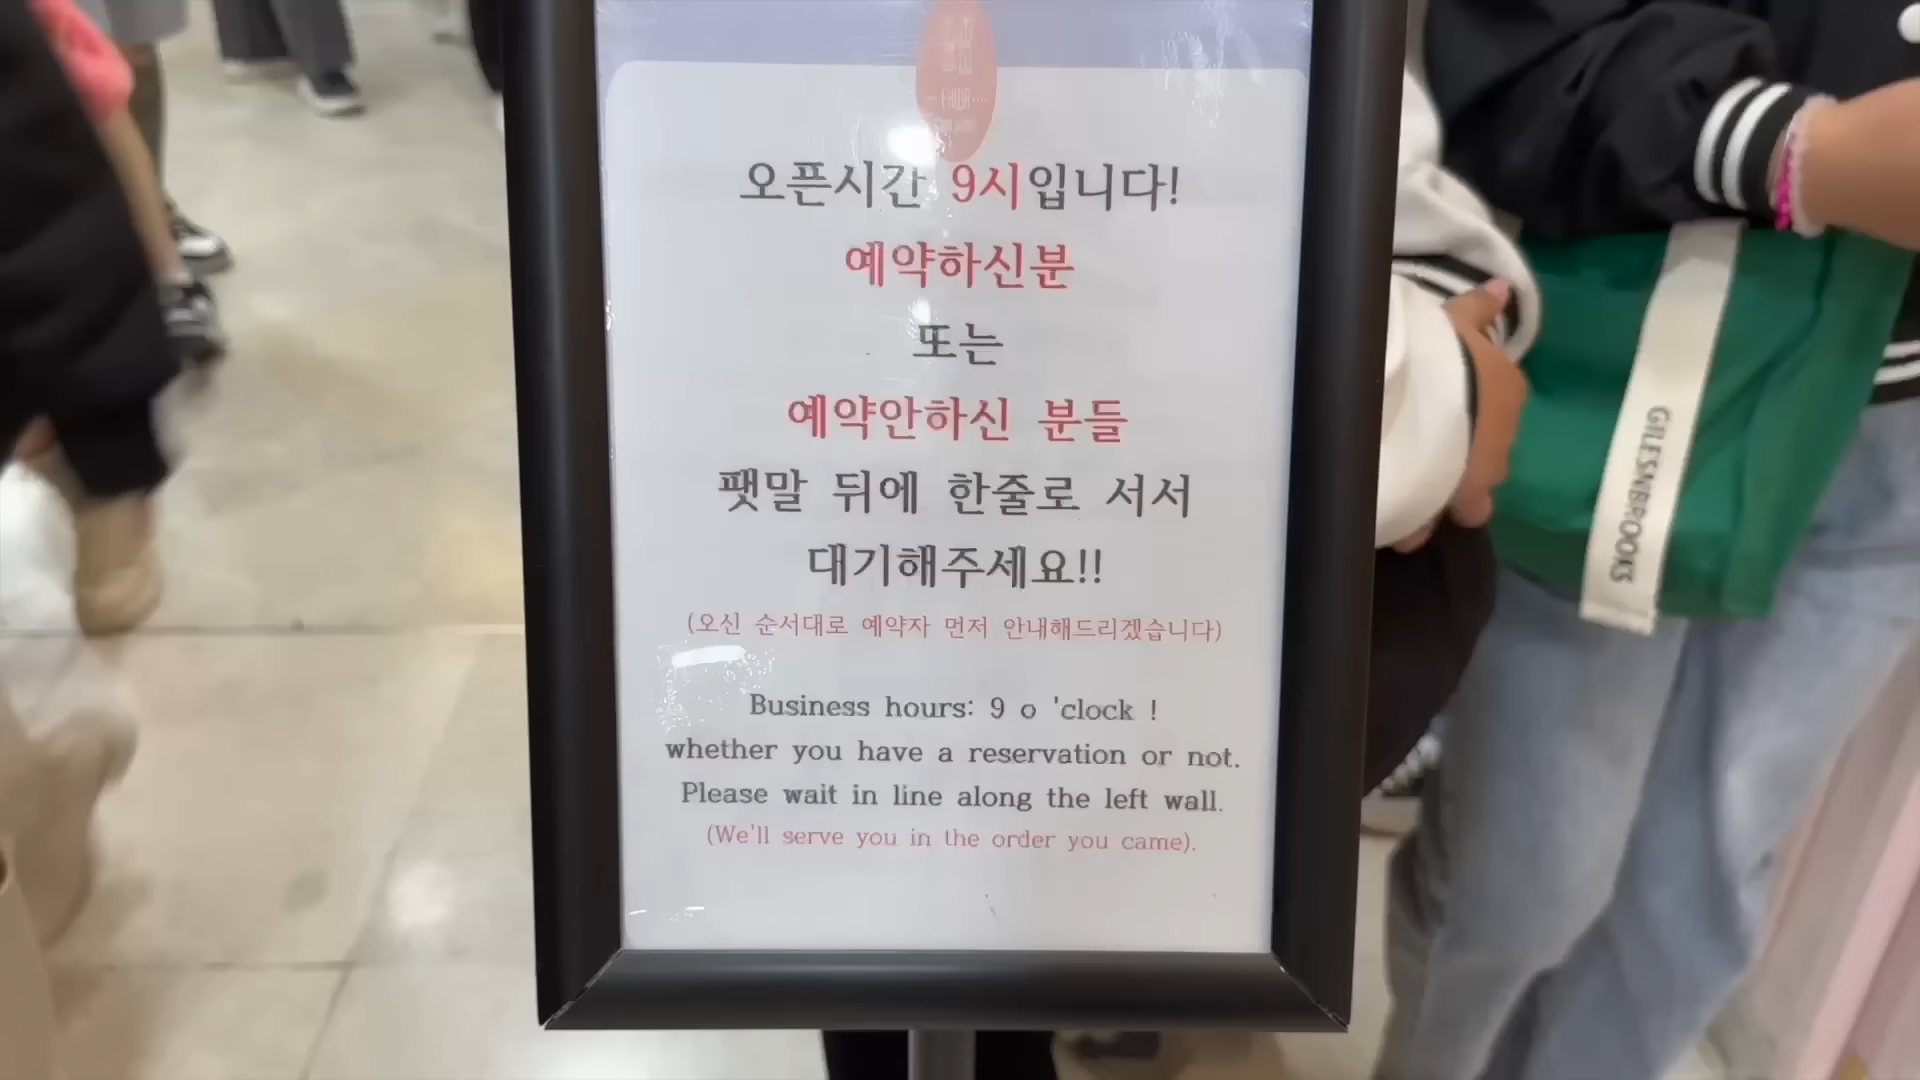 오픈시간 9시입니다!
예약하신분
또는
예약안하신 분들
팻말 뒤에 한줄로 서서
대기해주세요!!
(오신 순서대로 예약자 먼저 안내해드리겠습니다)
Business hours: 9 o 'clock !
whether you have a reservation or not.
Please wait in line along the left wall.
(We'll serve you in the order you came).
GILESNBROOKS